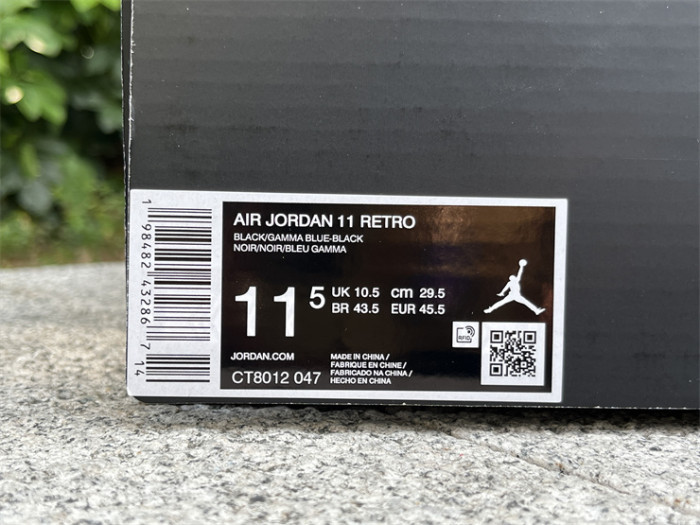 AIR JORDAN 11 RETRO
BLACK/GAMMA BLUE-BLACK
NOIR/NOIR/BLEU GAMMA
11 5
UK 10.5 cm 29.5
BR 43.5 EUR 45.5
JORDAN.COM
CT8012 047
MADE IN CHINA/
FABRIQUE EN CHINE/
FABRICADO NA CHINA/
HECHO EN CHINA
RFID
1 98482 43286 7 14